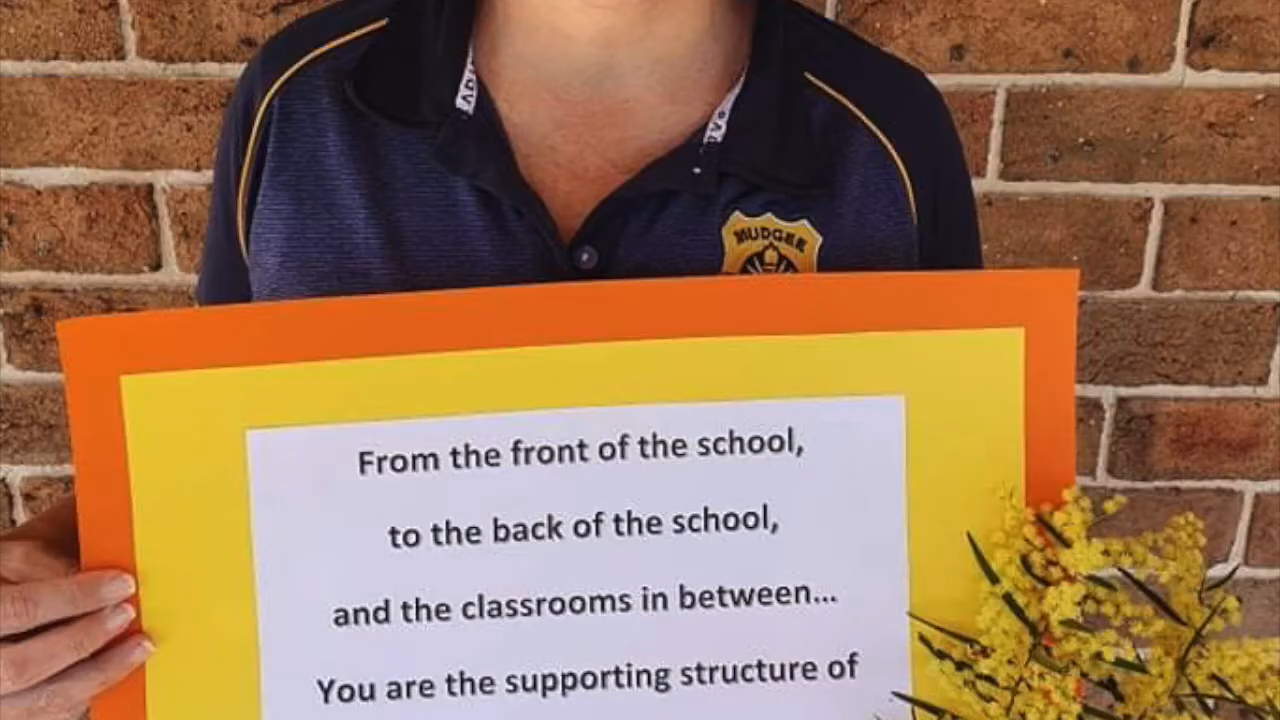 MUDGEE
From the front of the school,
to the back of the school,
and the classrooms in between...
You are the supporting structure of